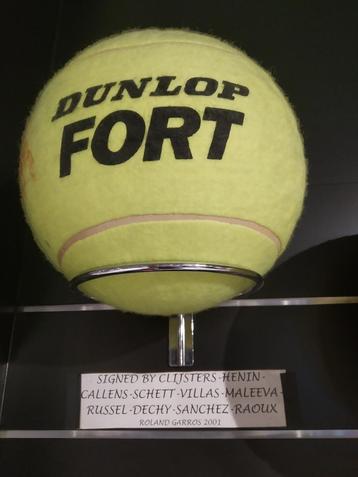 DUNLOP
FORT
SIGNED BY CLIJSTERS-HENIN-
CALLENS-SCHETT-VILLAS-MALEEVA-
RUSSEL-DECHY-SANCHEZ-RAOUX
ROLAND GARROS 2001